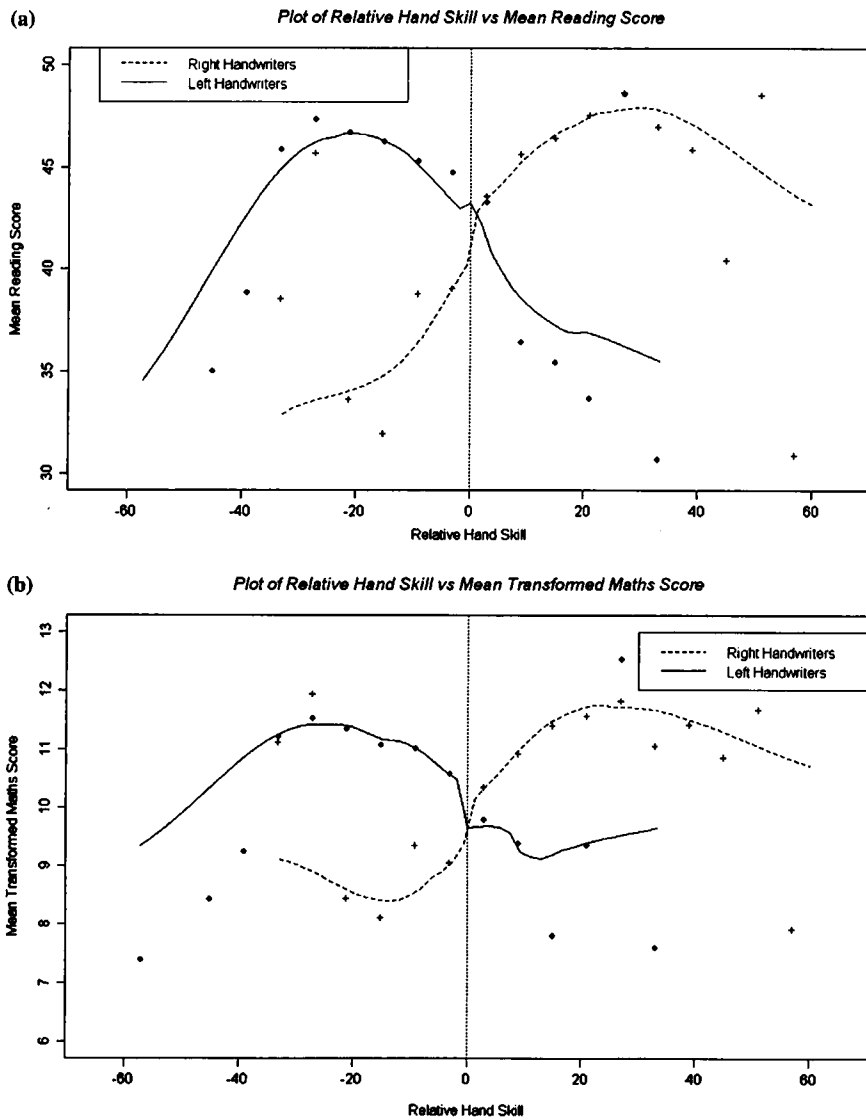 (a)
Plot of Relative Hand Skill vs Mean Reading Score
Right Handwriters
Left Handwriters
50
45
40
35
30
Mean Reading Score
-60 -40 -20 0 20 40 60
Relative Hand Skill
(b)
Plot of Relative Hand Skill vs Mean Transformed Maths Score
Right Handwriters
Left Handwriters
13
12
11
10
9
8
7
6
Mean Transformed Maths Score
-60 -40 -20 0 20 40 60
Relative Hand Skill